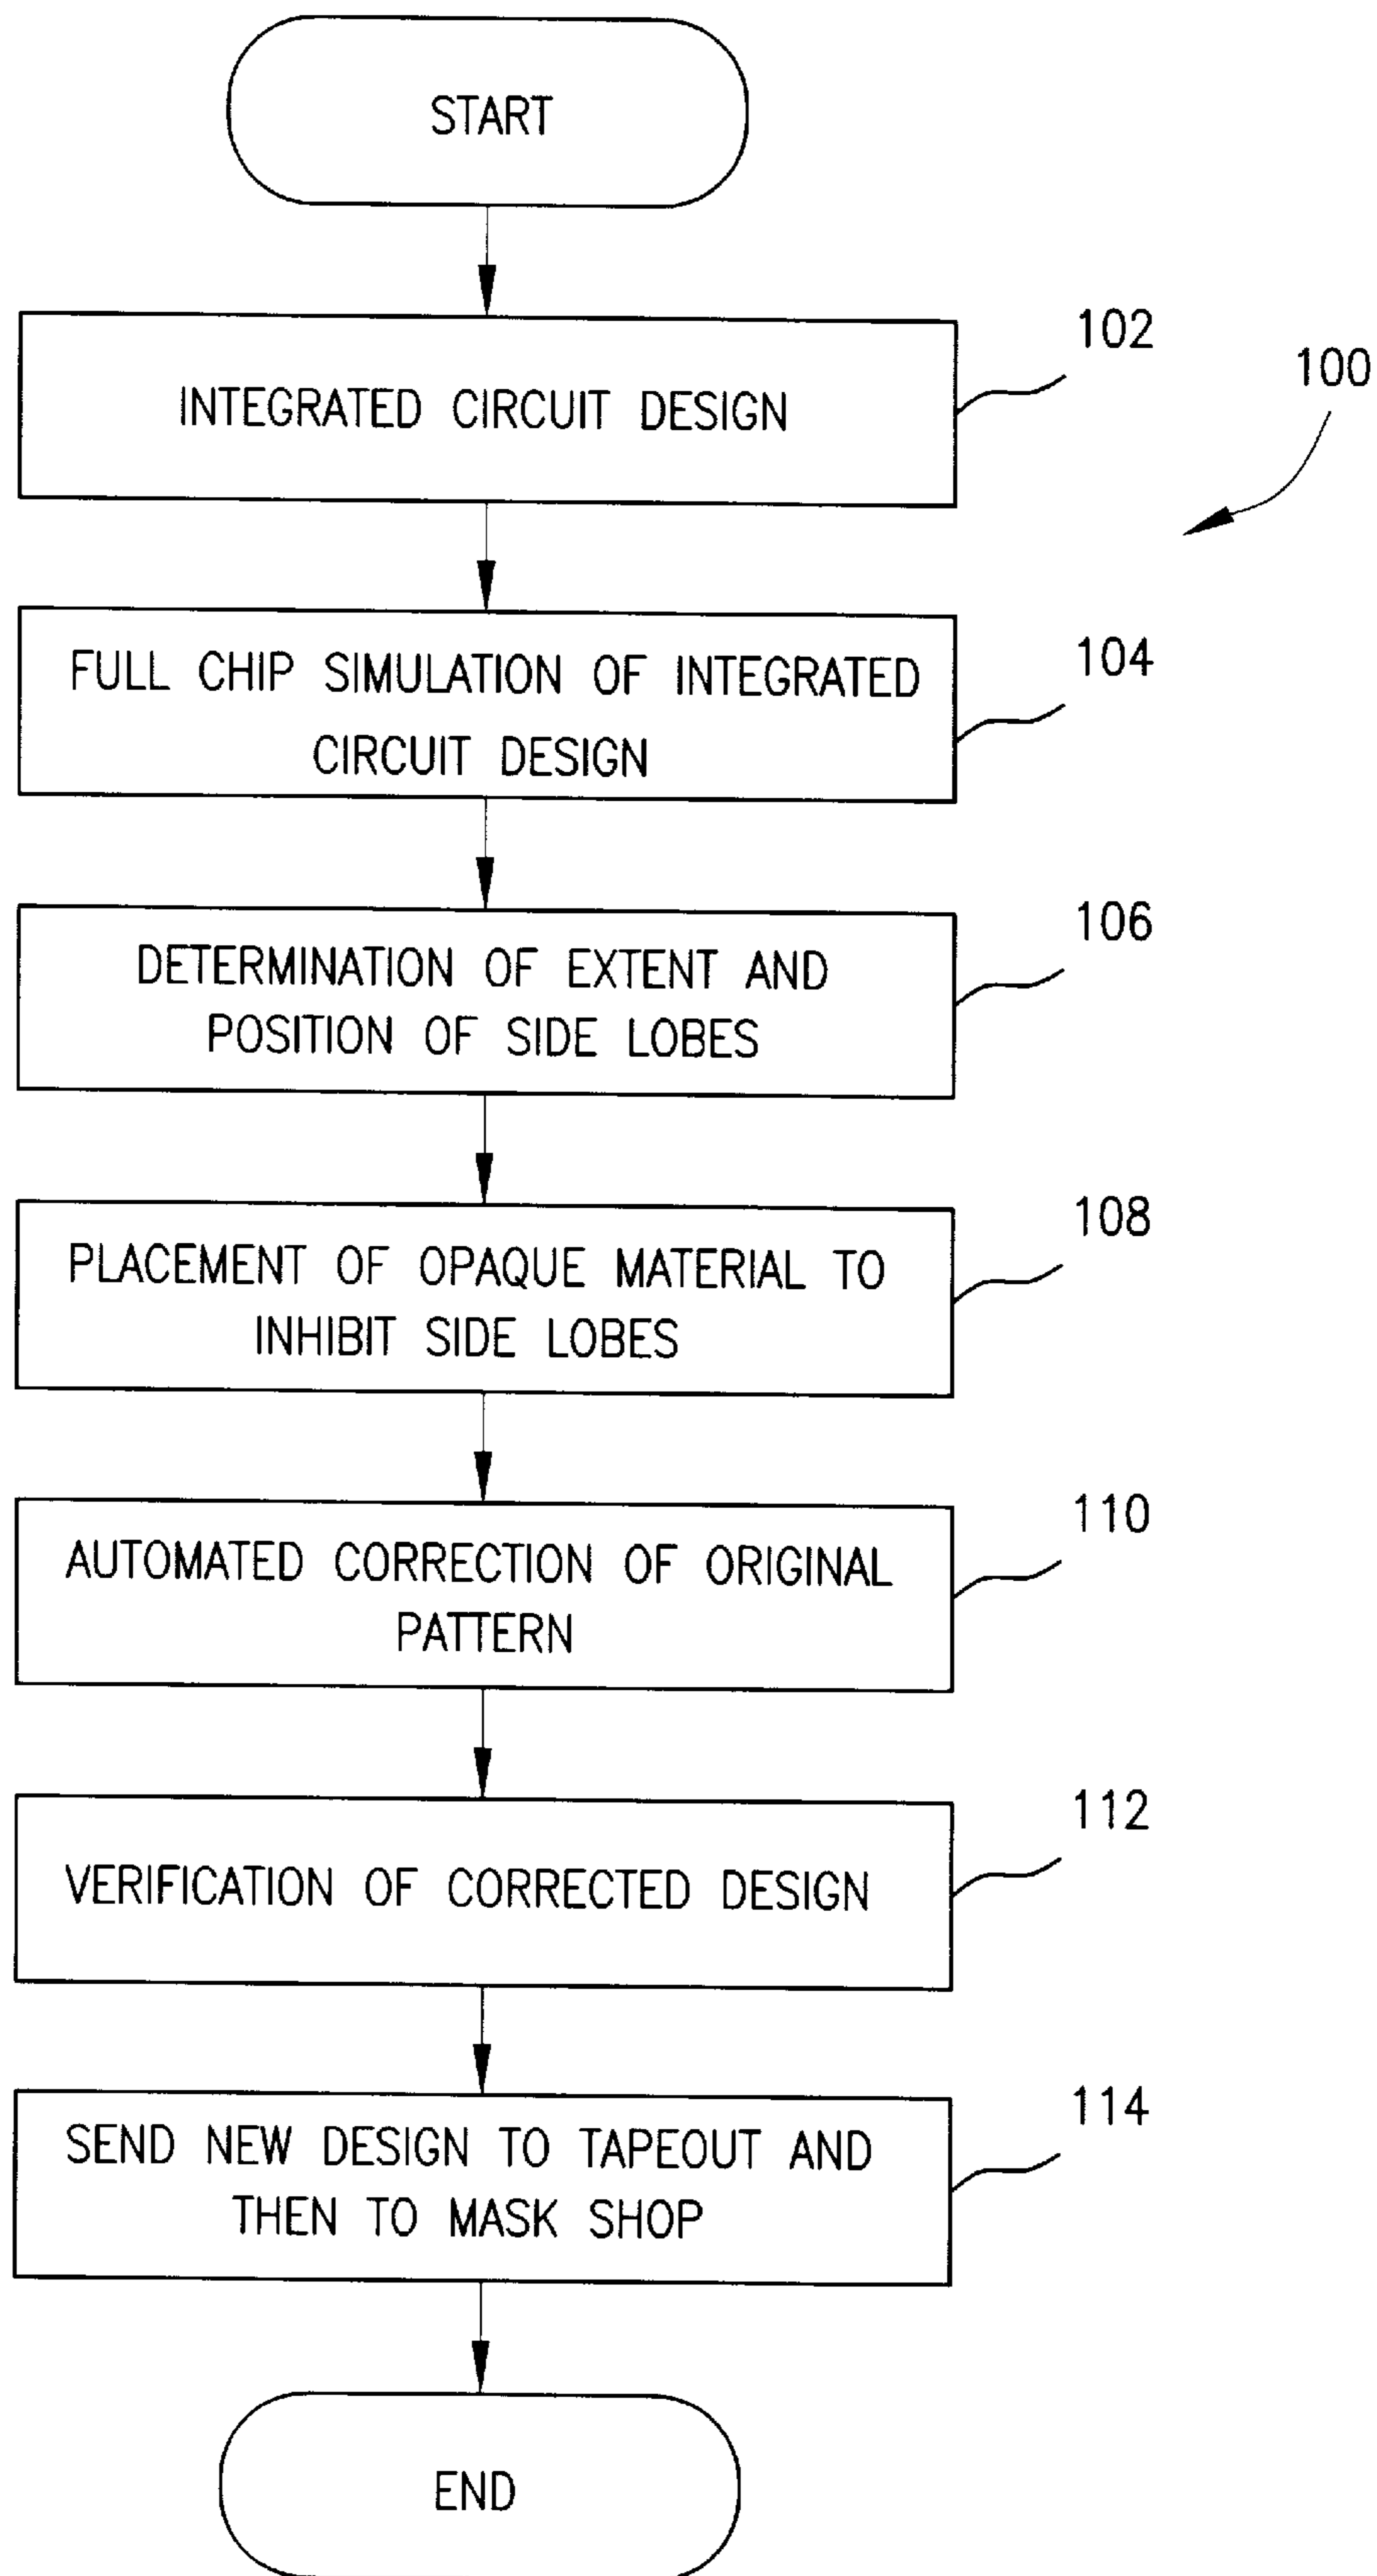 START
102
100
INTEGRATED CIRCUIT DESIGN
104
FULL CHIP SIMULATION OF INTEGRATED
CIRCUIT DESIGN
106
DETERMINATION OF EXTENT AND
POSITION OF SIDE LOBES
108
PLACEMENT OF OPAQUE MATERIAL TO
INHIBIT SIDE LOBES
110
AUTOMATED CORRECTION OF ORIGINAL
PATTERN
112
VERIFICATION OF CORRECTED DESIGN
114
SEND NEW DESIGN TO TAPEOUT AND
THEN TO MASK SHOP
END